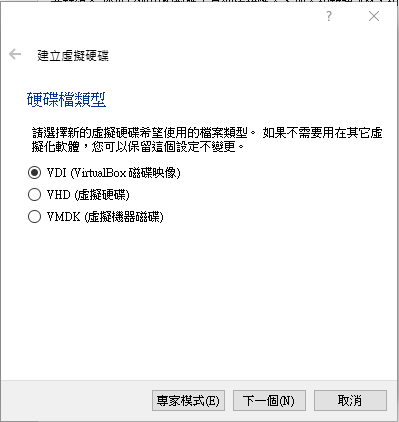 ?
建立虛擬硬碟
硬碟檔類型
請選擇新的虛擬硬碟希望使用的檔案類型。 如果不需要用在其它虛
擬化軟體，您可以保留這個設定不變更。
VDI (VirtualBox 磁碟映像)
VHD (虛擬硬碟)
VMDK (虛擬機器磁碟)
專家模式(E) 下一個(N) 取消